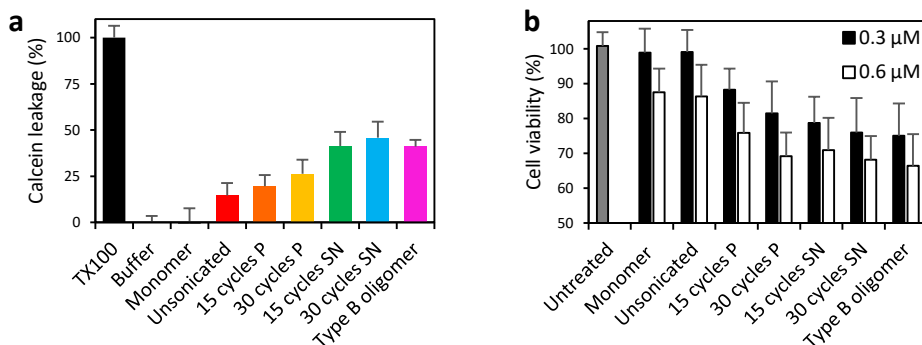 a
Calcein leakage (%)
100
75
50
25
0
TX100
Buffer
Monomer
Unsonicated
15 cycles P
30 cycles P
15 cycles SN
30 cycles SN
Type B oligomer
b
Cell viability (%)
100
90
80
70
60
50
0.3 μM
0.6 μM
Untreated
Monomer
Unsonicated
15 cycles P
30 cycles P
15 cycles SN
30 cycles SN
Type B oligomer